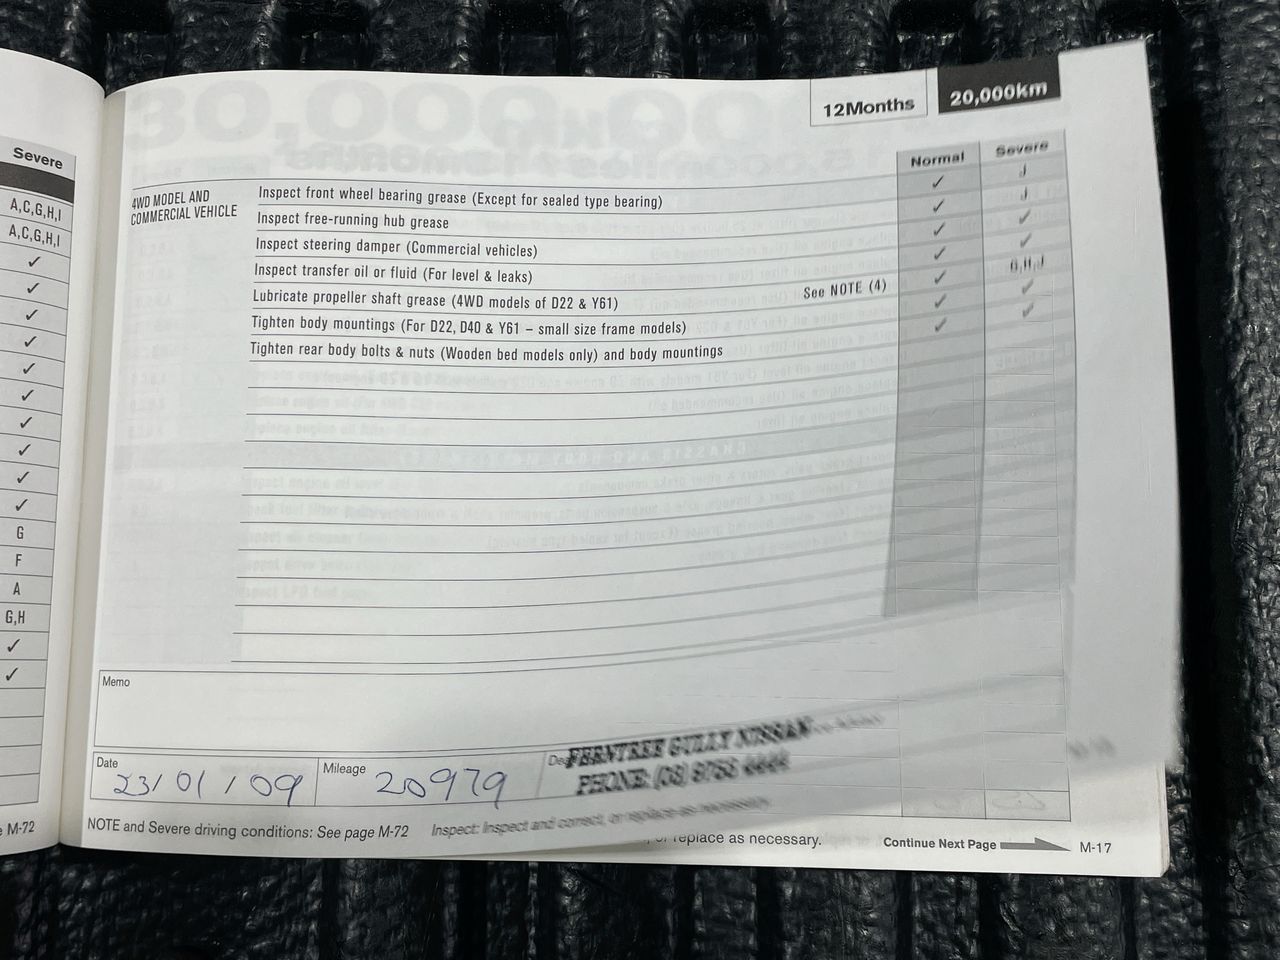 Severe
A,C,G,H,I
A,C,G,H,I
✓
✓
✓
✓
✓
✓
✓
✓
✓
✓
G
F
A
G,H
✓
✓
M-72
12Months
20,000km
Normal Severe
4WD MODEL AND
COMMERCIAL VEHICLE
Inspect front wheel bearing grease (Except for sealed type bearing) ✓ J
Inspect free-running hub grease ✓ J
Inspect steering damper (Commercial vehicles) ✓ ✓
Inspect transfer oil or fluid (For level & leaks) ✓ ✓
Lubricate propeller shaft grease (4WD models of D22 & Y61) See NOTE (4) ✓ G,H,J
Tighten body mountings (For D22, D40 & Y61 – small size frame models) ✓ ✓
Tighten rear body bolts & nuts (Wooden bed models only) and body mountings ✓ ✓
Memo
Date 23/01/09 Mileage 20979
FERNTREE GULLY NISSAN
PHONE:
NOTE and Severe driving conditions: See page M-72 Inspect: Inspect and correct, or replace as necessary.
replace as necessary.
Continue Next Page M-17